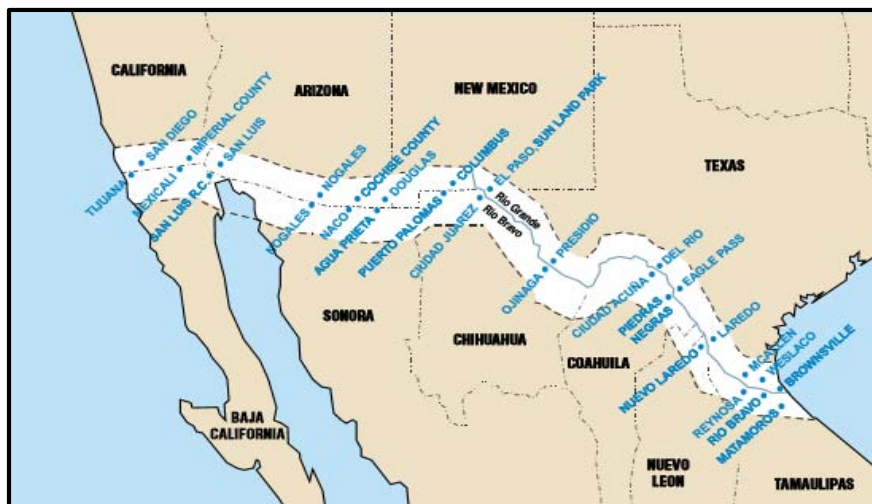 CALIFORNIA
ARIZONA
NEW MEXICO
TEXAS
SAN DIEGO
IMPERIAL COUNTY
SAN LUIS
NOGALES
COCHISE COUNTY
DOUGLAS
COLUMBUS
EL PASO, SUN LAND PARK
TIJUANA
MEXICALI
SAN LUIS R.C.
NOGALES
NACO
AGUA PRIETA
PUERTO PALOMAS
CIUDAD JUAREZ
Rio Grande
Rio Bravo
PRESIDIO
OJINAGA
DEL RIO
EAGLE PASS
CIUDAD ACUÑA
PIEDRAS
NEGRAS
LAREDO
NUEVO LAREDO
MCALLEN
WESLACO
BROWNSVILLE
REYNOSA
RIO BRAVO
MATAMOROS
SONORA
CHIHUAHUA
COAHUILA
BAJA
CALIFORNIA
NUEVO
LEON
TAMAULIPAS